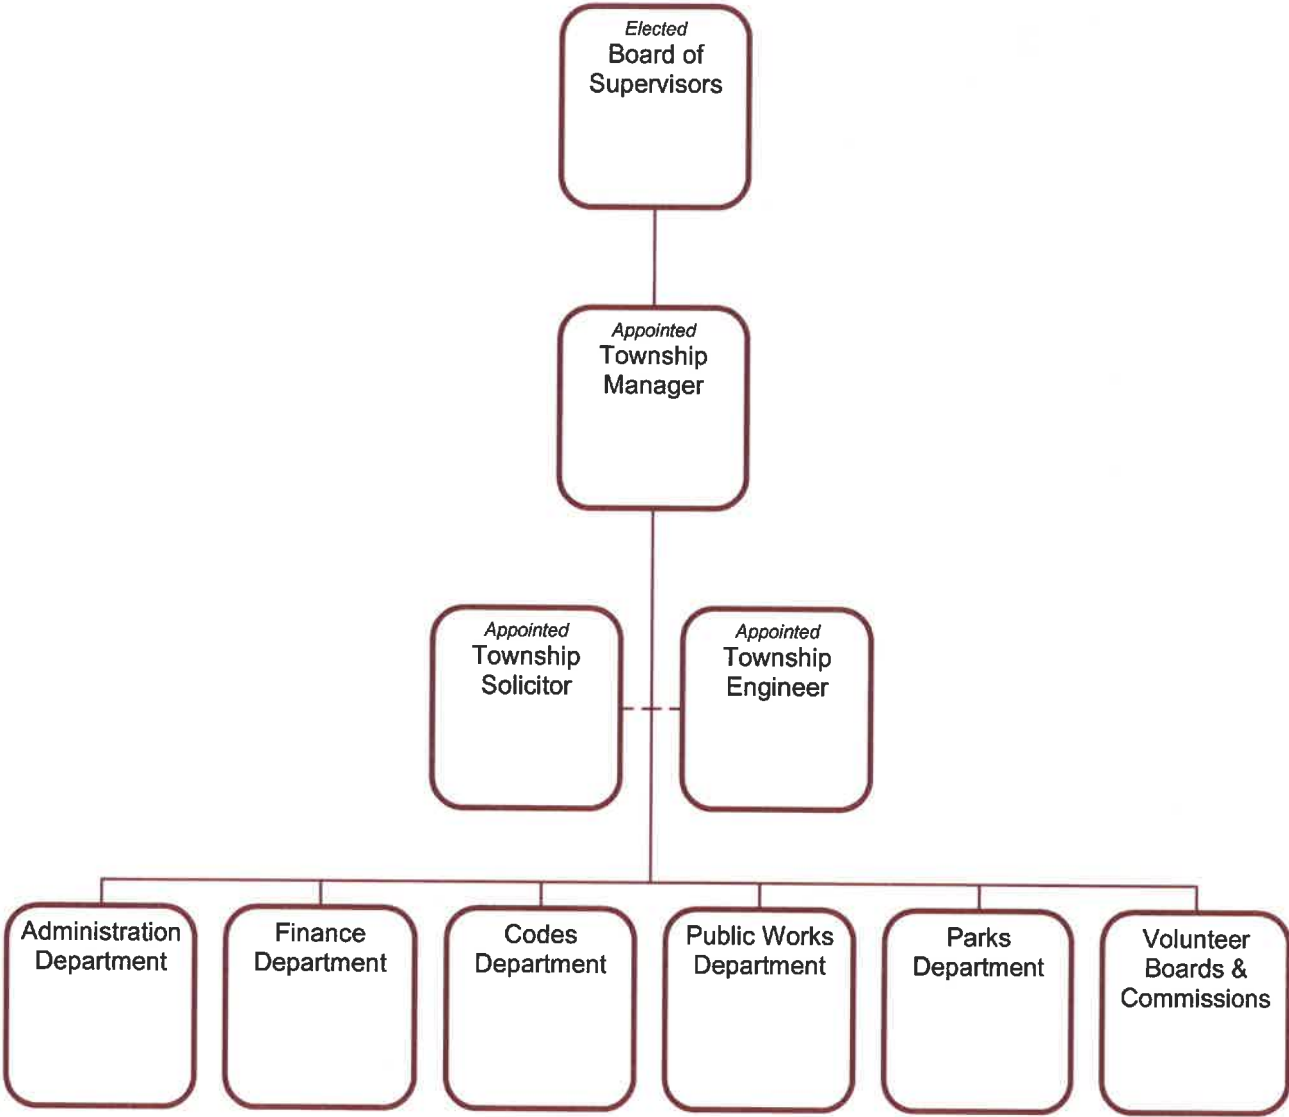 Elected
Board of
Supervisors
Appointed
Township
Manager
Appointed
Township
Solicitor
Appointed
Township
Engineer
Administration
Department
Finance
Department
Codes
Department
Public Works
Department
Parks
Department
Volunteer
Boards &
Commissions